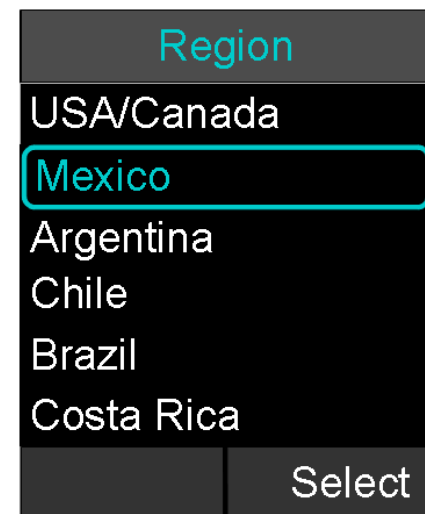 Region
USA/Canada
Mexico
Argentina
Chile
Brazil
Costa Rica
Select